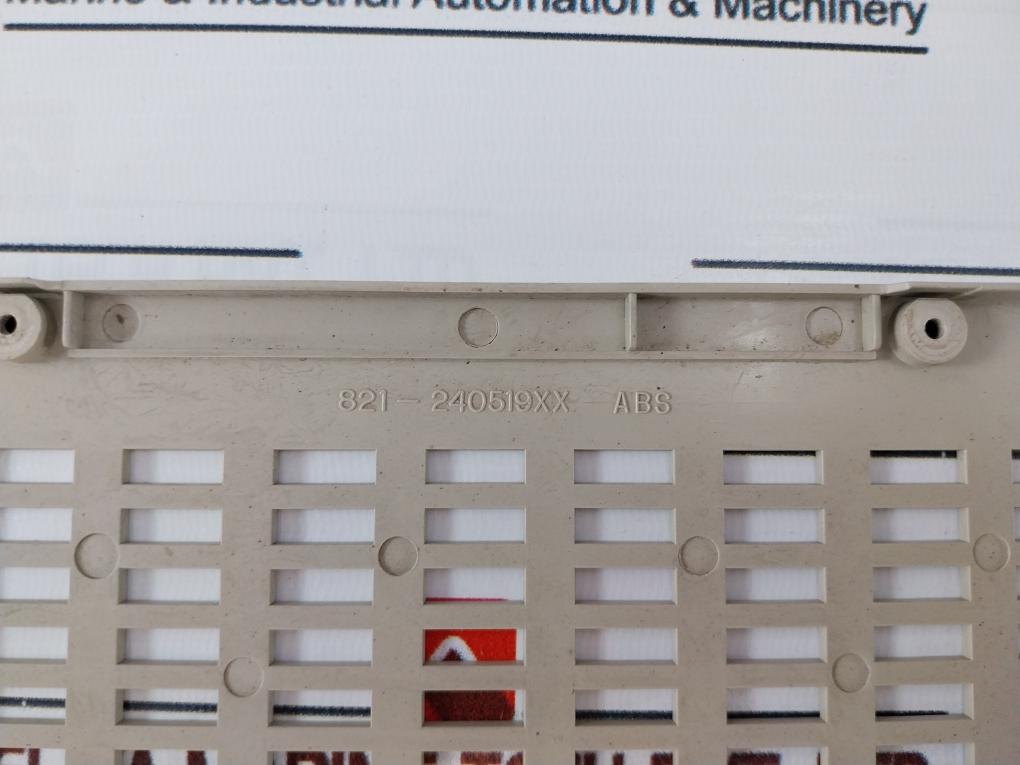 Marine & Industrial Automation & Machinery
821-240519XX ABS